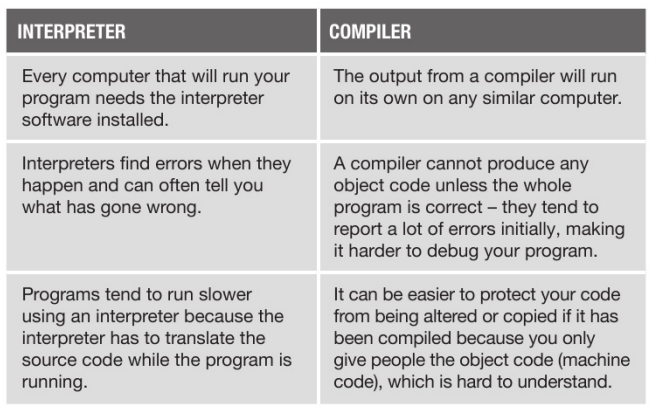 INTERPRETER
COMPILER
Every computer that will run your
program needs the interpreter
software installed.
The output from a compiler will run
on its own on any similar computer.
Interpreters find errors when they
happen and can often tell you
what has gone wrong.
A compiler cannot produce any
object code unless the whole
program is correct – they tend to
report a lot of errors initially, making
it harder to debug your program.
Programs tend to run slower
using an interpreter because the
interpreter has to translate the
source code while the program is
running.
It can be easier to protect your code
from being altered or copied if it has
been compiled because you only
give people the object code (machine
code), which is hard to understand.